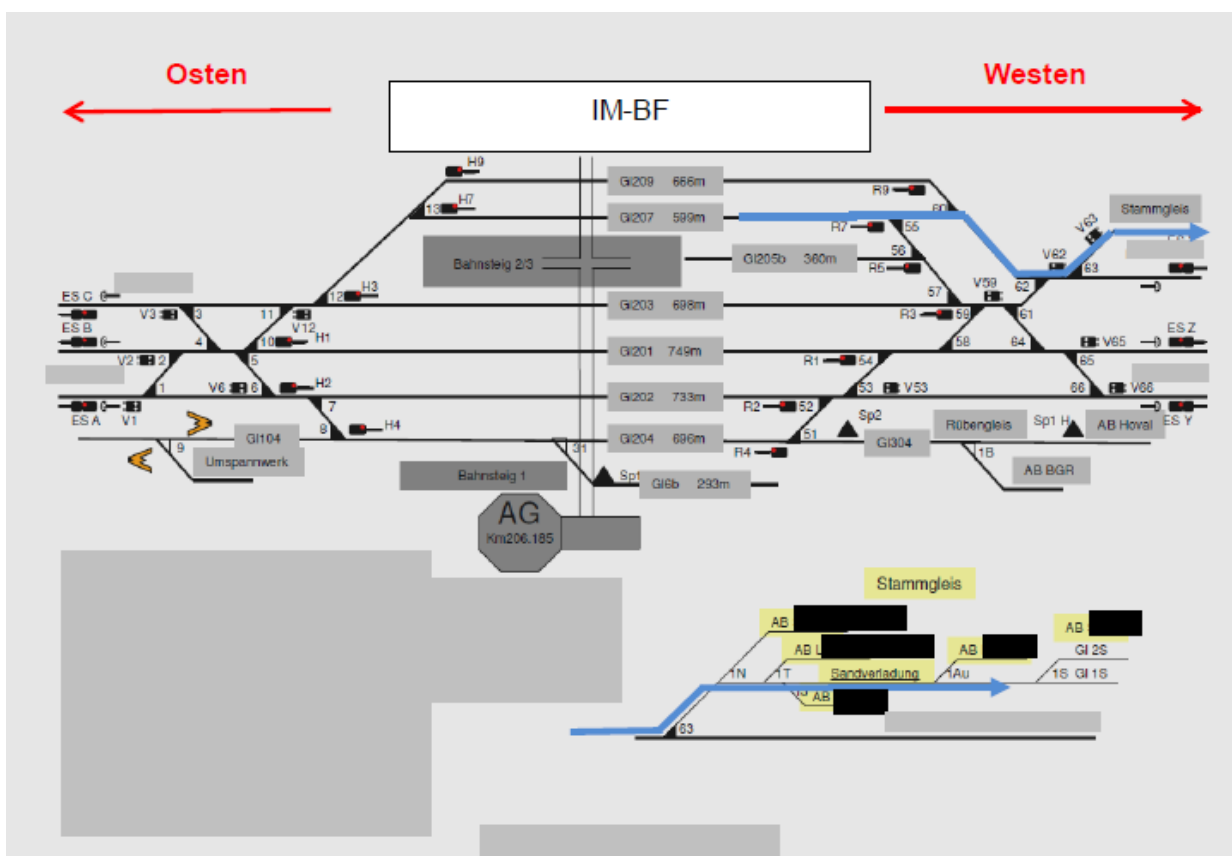 Osten
Westen
IM-BF
H9
Gl209 666m
R9
60
13
H7
Gl207 599m
R7
55
V63
Stammgleis
Bahnsteig 2/3
Gl205b 360m
56
R5
V62
63
62
ES C
12
H3
57
V59
V3
3
11
V12
Gl203 698m
R3
59
61
ES B
4
10
H1
58
64
V65
ES Z
V2
2
5
Gl201 749m
R1
54
65
1
V6
6
H2
53
V53
66
V66
ES A
V1
7
Gl202 733m
R2
52
Sp2
Rübengleis
Sp1 H
AB Hoval
ES Y
8
H4
9
Gl104
31
Gl204 696m
R4
51
Gl304
1B
Umspannwerk
Bahnsteig 1
Sp1
Gl6b 293m
AB BGR
AG
Km206.185
Stammgleis
AB
AB L
AB
AB
Gl 2S
1N
1T
Sandverladung
1Au
1S Gl 1S
AB
63